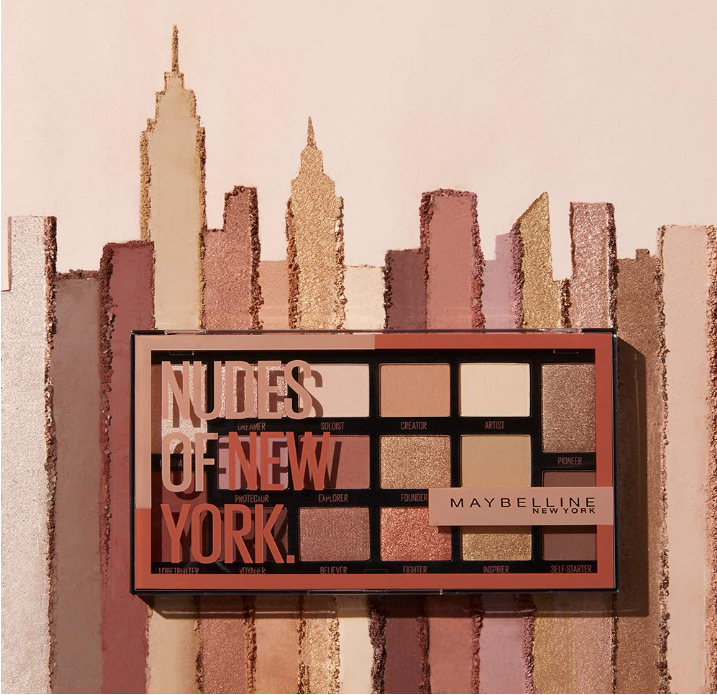 NUDES
OF NEW
YORK.
DREAMER
SOLOIST
CREATOR
ARTIST
PIONEER
PROTECTOR
EXPLORER
FOUNDER
MAYBELLINE
NEW YORK
VOYAGER
BELIEVER
FIGHTER
INSPIRER
SELF-STARTER